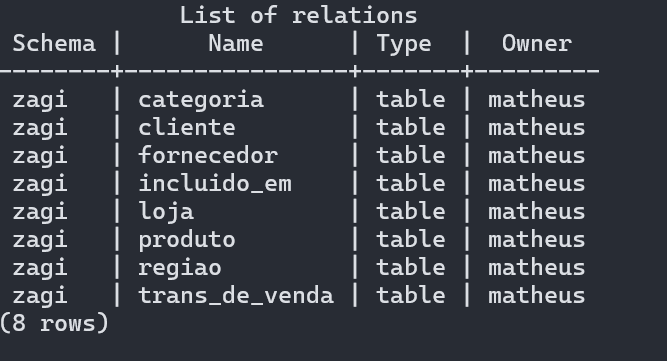 List of relations
 Schema |      Name      | Type  |  Owner
--------+----------------+-------+---------
 zagi   | categoria      | table | matheus
 zagi   | cliente        | table | matheus
 zagi   | fornecedor     | table | matheus
 zagi   | incluido_em    | table | matheus
 zagi   | loja           | table | matheus
 zagi   | produto        | table | matheus
 zagi   | regiao         | table | matheus
 zagi   | trans_de_venda | table | matheus
(8 rows)